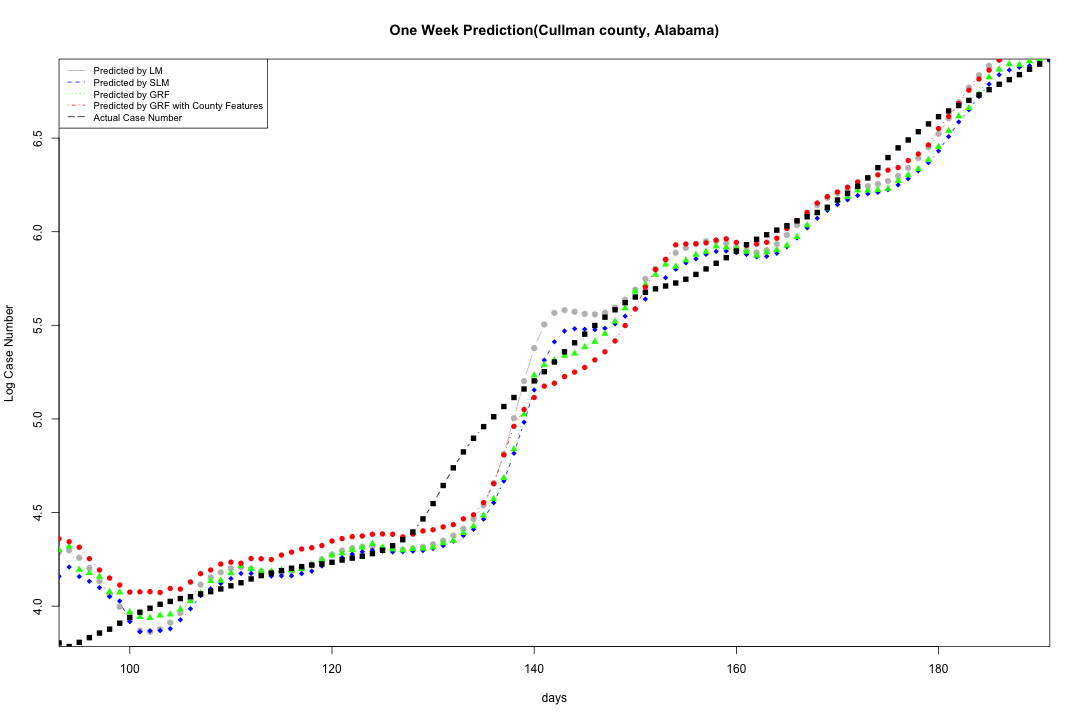 One Week Prediction(Cullman county, Alabama)
Predicted by LM
Predicted by SLM
Predicted by GRF
Predicted by GRF with County Features
Actual Case Number
Log Case Number
6.5
6.0
5.5
5.0
4.5
4.0
100 120 140 160 180
days